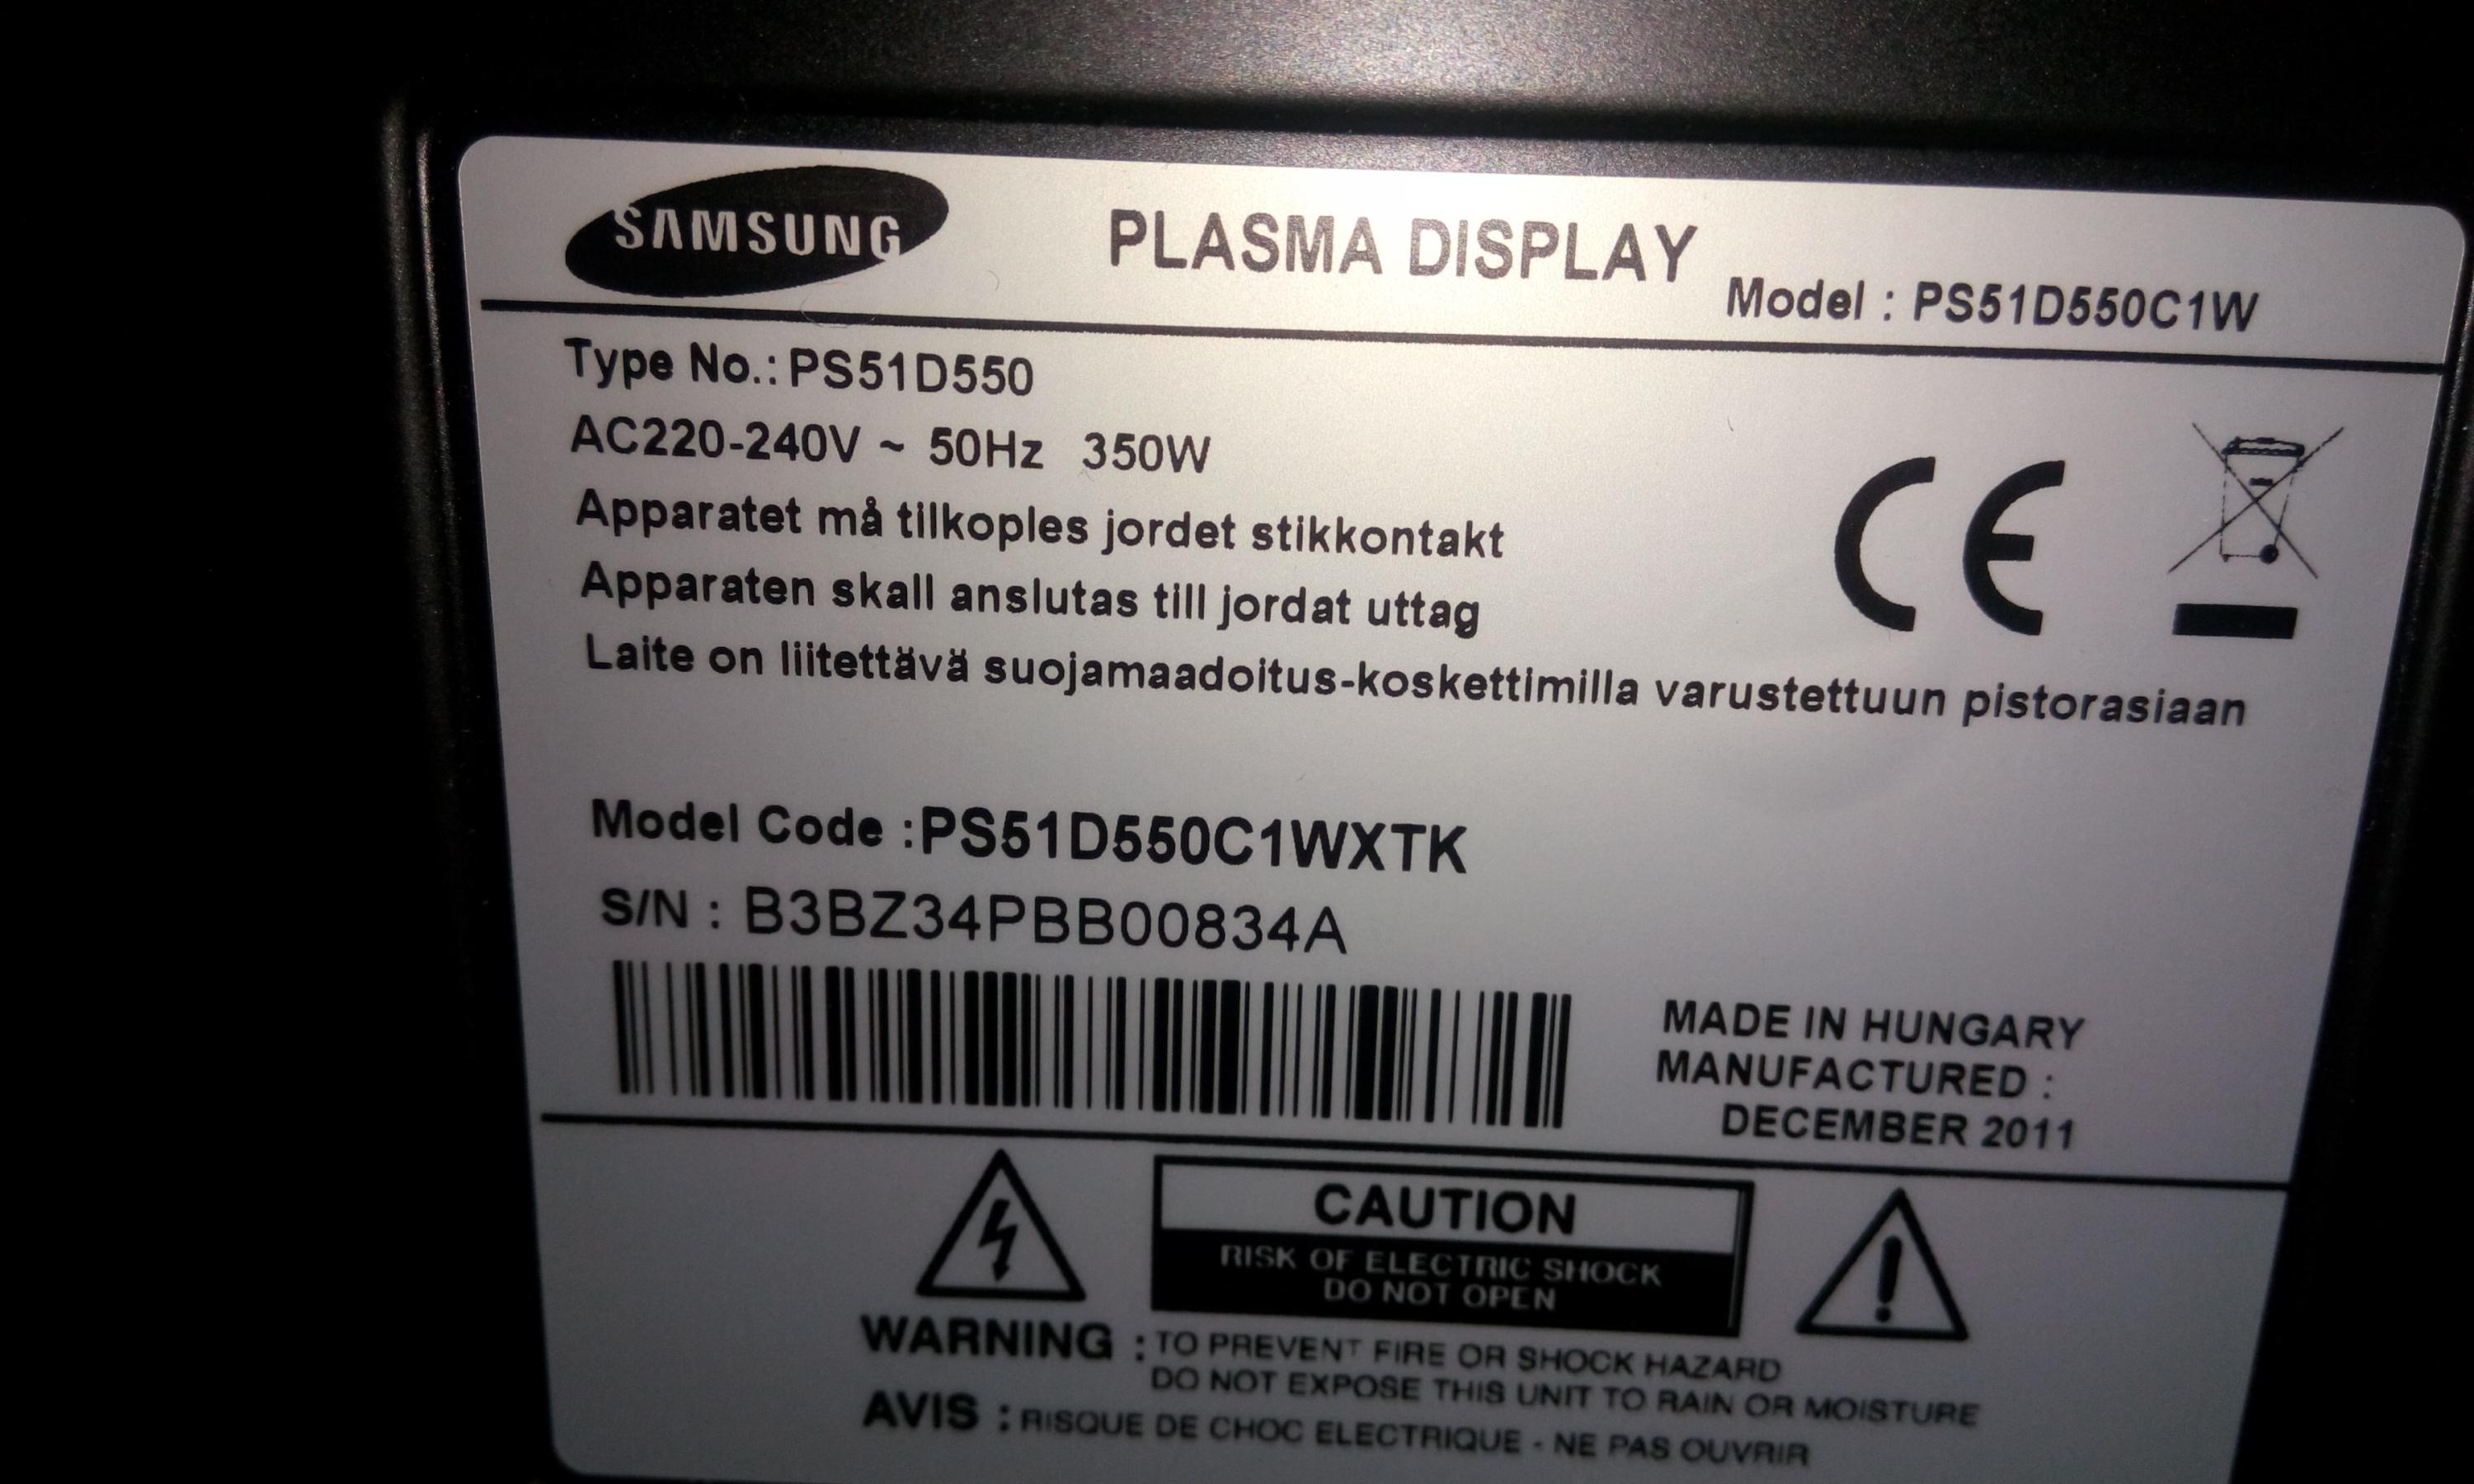 SAMSUNG
PLASMA DISPLAY
Model : PS51D550C1W
Type No.: PS51D550
AC220-240V ~ 50Hz 350W
Apparatet må tilkoples jordet stikkontakt
Apparaten skall anslutas till jordat uttag
Laite on liitettävä suojamaadoitus-koskettimilla varustettuun pistorasiaan
CE
Model Code :PS51D550C1WXTK
S/N : B3BZ34PBB00834A
MADE IN HUNGARY
MANUFACTURED :
DECEMBER 2011
CAUTION
RISK OF ELECTRIC SHOCK
DO NOT OPEN
WARNING : TO PREVENT FIRE OR SHOCK HAZARD
DO NOT EXPOSE THIS UNIT TO RAIN OR MOISTURE
AVIS : RISQUE DE CHOC ELECTRIQUE - NE PAS OUVRIR